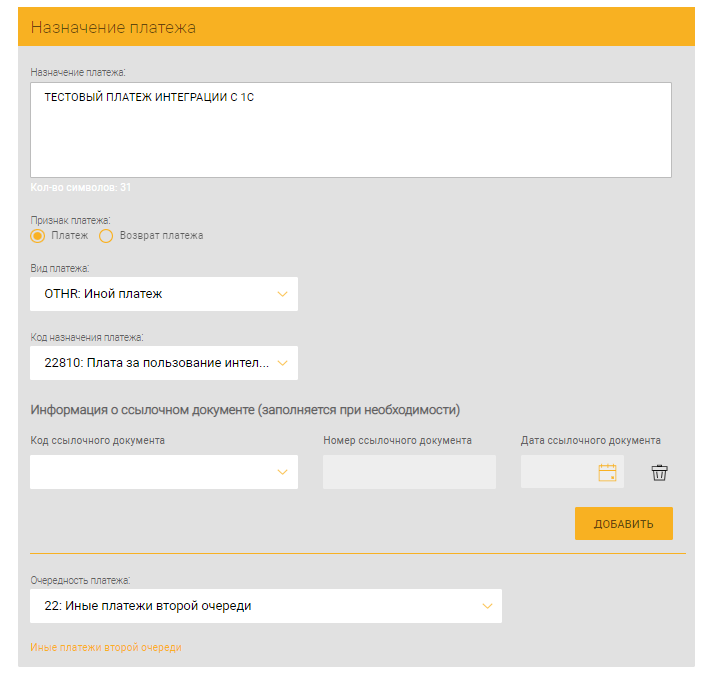 Назначение платежа
Назначение платежа:
ТЕСТОВЫЙ ПЛАТЕЖ ИНТЕГРАЦИИ С 1С
Кол-во символов: 31
Признак платежа:
Платеж Возврат платежа
Вид платежа:
OTHR: Иной платеж
Код назначения платежа:
22810: Плата за пользование интел...
Информация о ссылочном документе (заполняется при необходимости)
Код ссылочного документа Номер ссылочного документа Дата ссылочного документа
ДОБАВИТЬ
Очередность платежа:
22: Иные платежи второй очереди
Иные платежи второй очереди